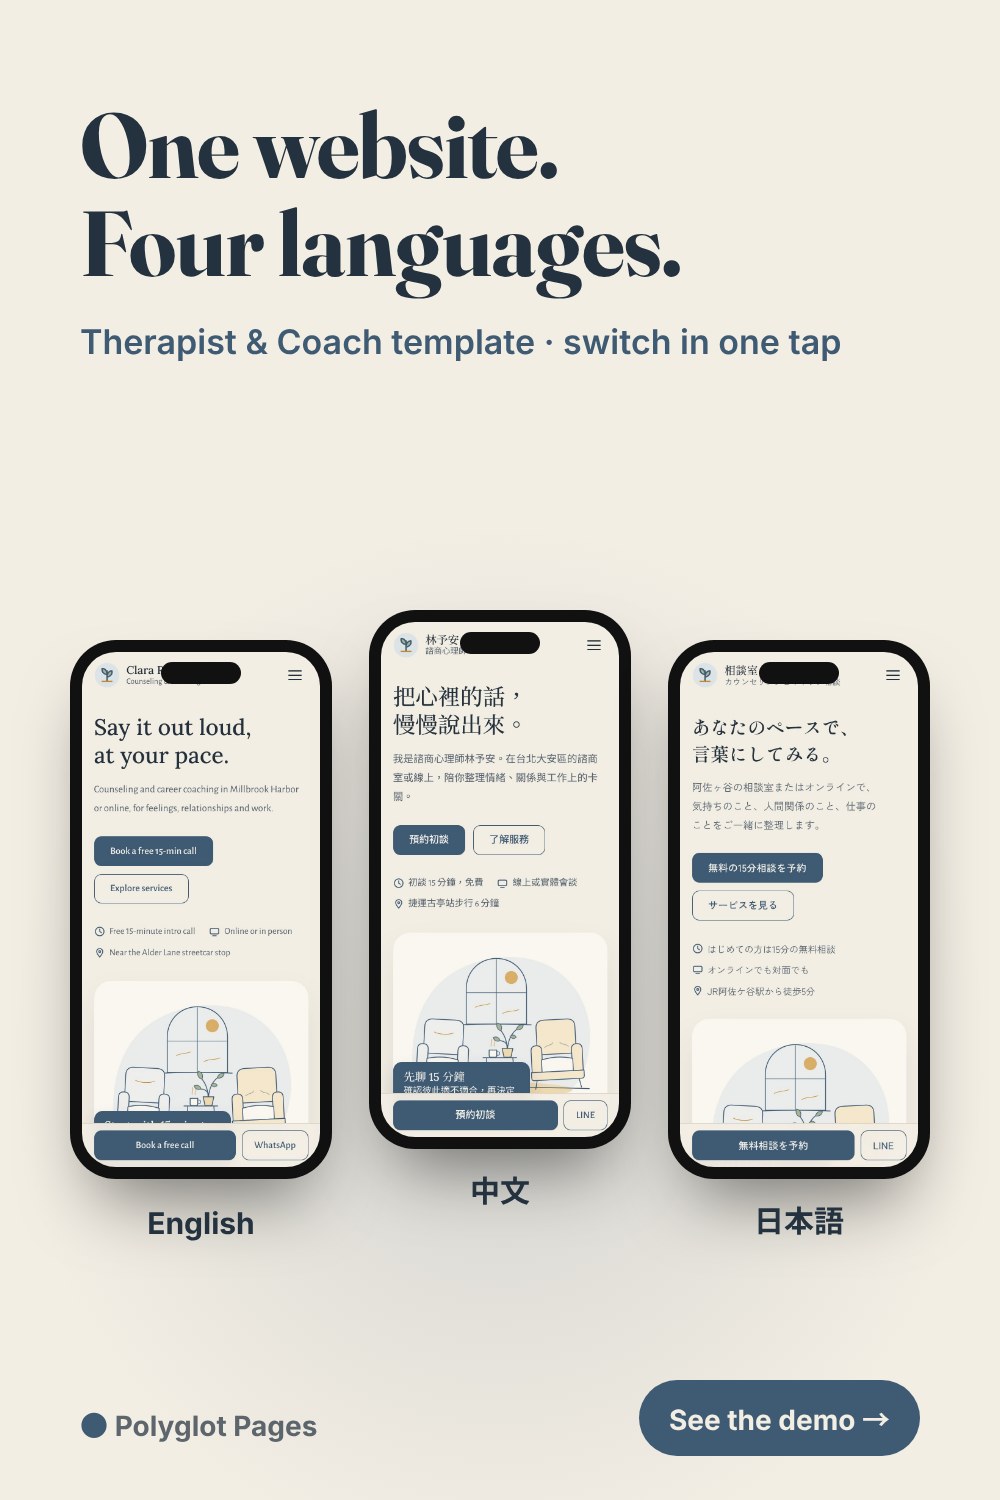 One website.
Four languages.
Therapist & Coach template · switch in one tap
Clara
Counseling
Say it out loud,
at your pace.
Counseling and career coaching in Millbrook Harbor
or online, for feelings, relationships and work.
Book a free 15-min call
Explore services
Free 15-minute intro call
Online or in person
Near the Alder Lane streetcar stop
Book a free call
WhatsApp
English
林予安
諮商心理師
把心裡的話，
慢慢說出來。
我是諮商心理師林予安。在台北大安區的諮商
室或線上，陪你整理情緒、關係與工作上的卡
關。
預約初談
了解服務
初談 15 分鐘，免費
線上或實體會談
捷運古亭站步行 6 分鐘
先聊 15 分鐘
預約初談
LINE
中文
相談室
あなたのペースで、
言葉にしてみる。
阿佐ヶ谷の相談室またはオンラインで、
気持ちのこと、人間関係のこと、仕事の
ことをご一緒に整理します。
無料の15分相談を予約
サービスを見る
はじめての方は15分の無料相談
オンラインでも対面でも
JR阿佐ケ谷駅から徒歩5分
無料相談を予約
LINE
日本語
Polyglot Pages
See the demo →